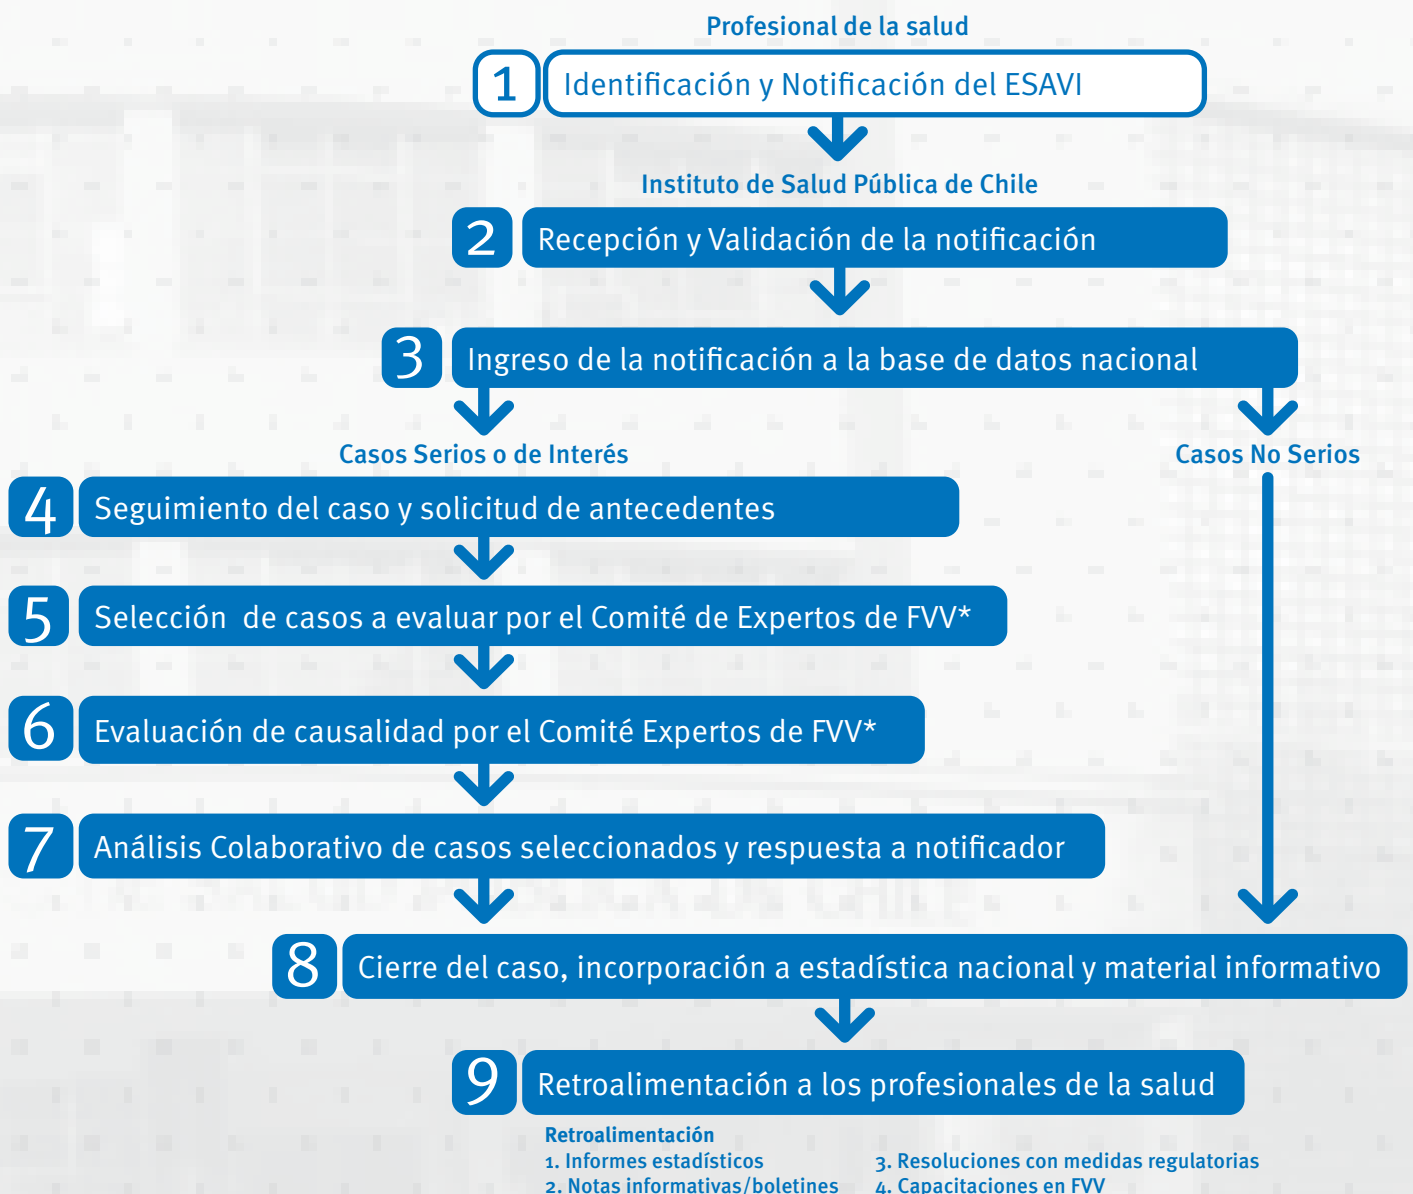 Profesional de la salud
1 Identificación y Notificación del ESAVI
Instituto de Salud Pública de Chile
2 Recepción y Validación de la notificación
3 Ingreso de la notificación a la base de datos nacional
Casos Serios o de Interés
Casos No Serios
4 Seguimiento del caso y solicitud de antecedentes
5 Selección de casos a evaluar por el Comité de Expertos de FVV*
6 Evaluación de causalidad por el Comité Expertos de FVV*
7 Análisis Colaborativo de casos seleccionados y respuesta a notificador
8 Cierre del caso, incorporación a estadística nacional y material informativo
9 Retroalimentación a los profesionales de la salud
Retroalimentación
1. Informes estadísticos
2. Notas informativas/boletines
3. Resoluciones con medidas regulatorias
4. Capacitaciones en FVV